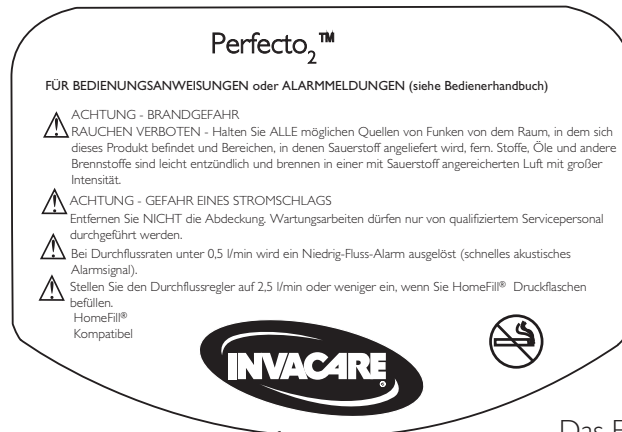 Perfecto2™
FÜR BEDIENUNGSANWEISUNGEN oder ALARMMELDUNGEN (siehe Bedienerhandbuch)
ACHTUNG - BRANDGEFAHR
RAUCHEN VERBOTEN - Halten Sie ALLE möglichen Quellen von Funken von dem Raum, in dem sich
dieses Produkt befindet und Bereichen, in denen Sauerstoff angeliefert wird, fern. Stoffe, Öle und andere
Brennstoffe sind leicht entzündlich und brennen in einer mit Sauerstoff angereicherten Luft mit großer
Intensität.
ACHTUNG - GEFAHR EINES STROMSCHLAGS
Entfernen Sie NICHT die Abdeckung. Wartungsarbeiten dürfen nur von qualifiziertem Servicepersonal
durchgeführt werden.
Bei Durchflussraten unter 0,5 l/min wird ein Niedrig-Fluss-Alarm ausgelöst (schnelles akustisches
Alarmsignal).
Stellen Sie den Durchflussregler auf 2,5 l/min oder weniger ein, wenn Sie HomeFill® Druckflaschen
befüllen.
HomeFill®
Kompatibel
INVACARE®
Das